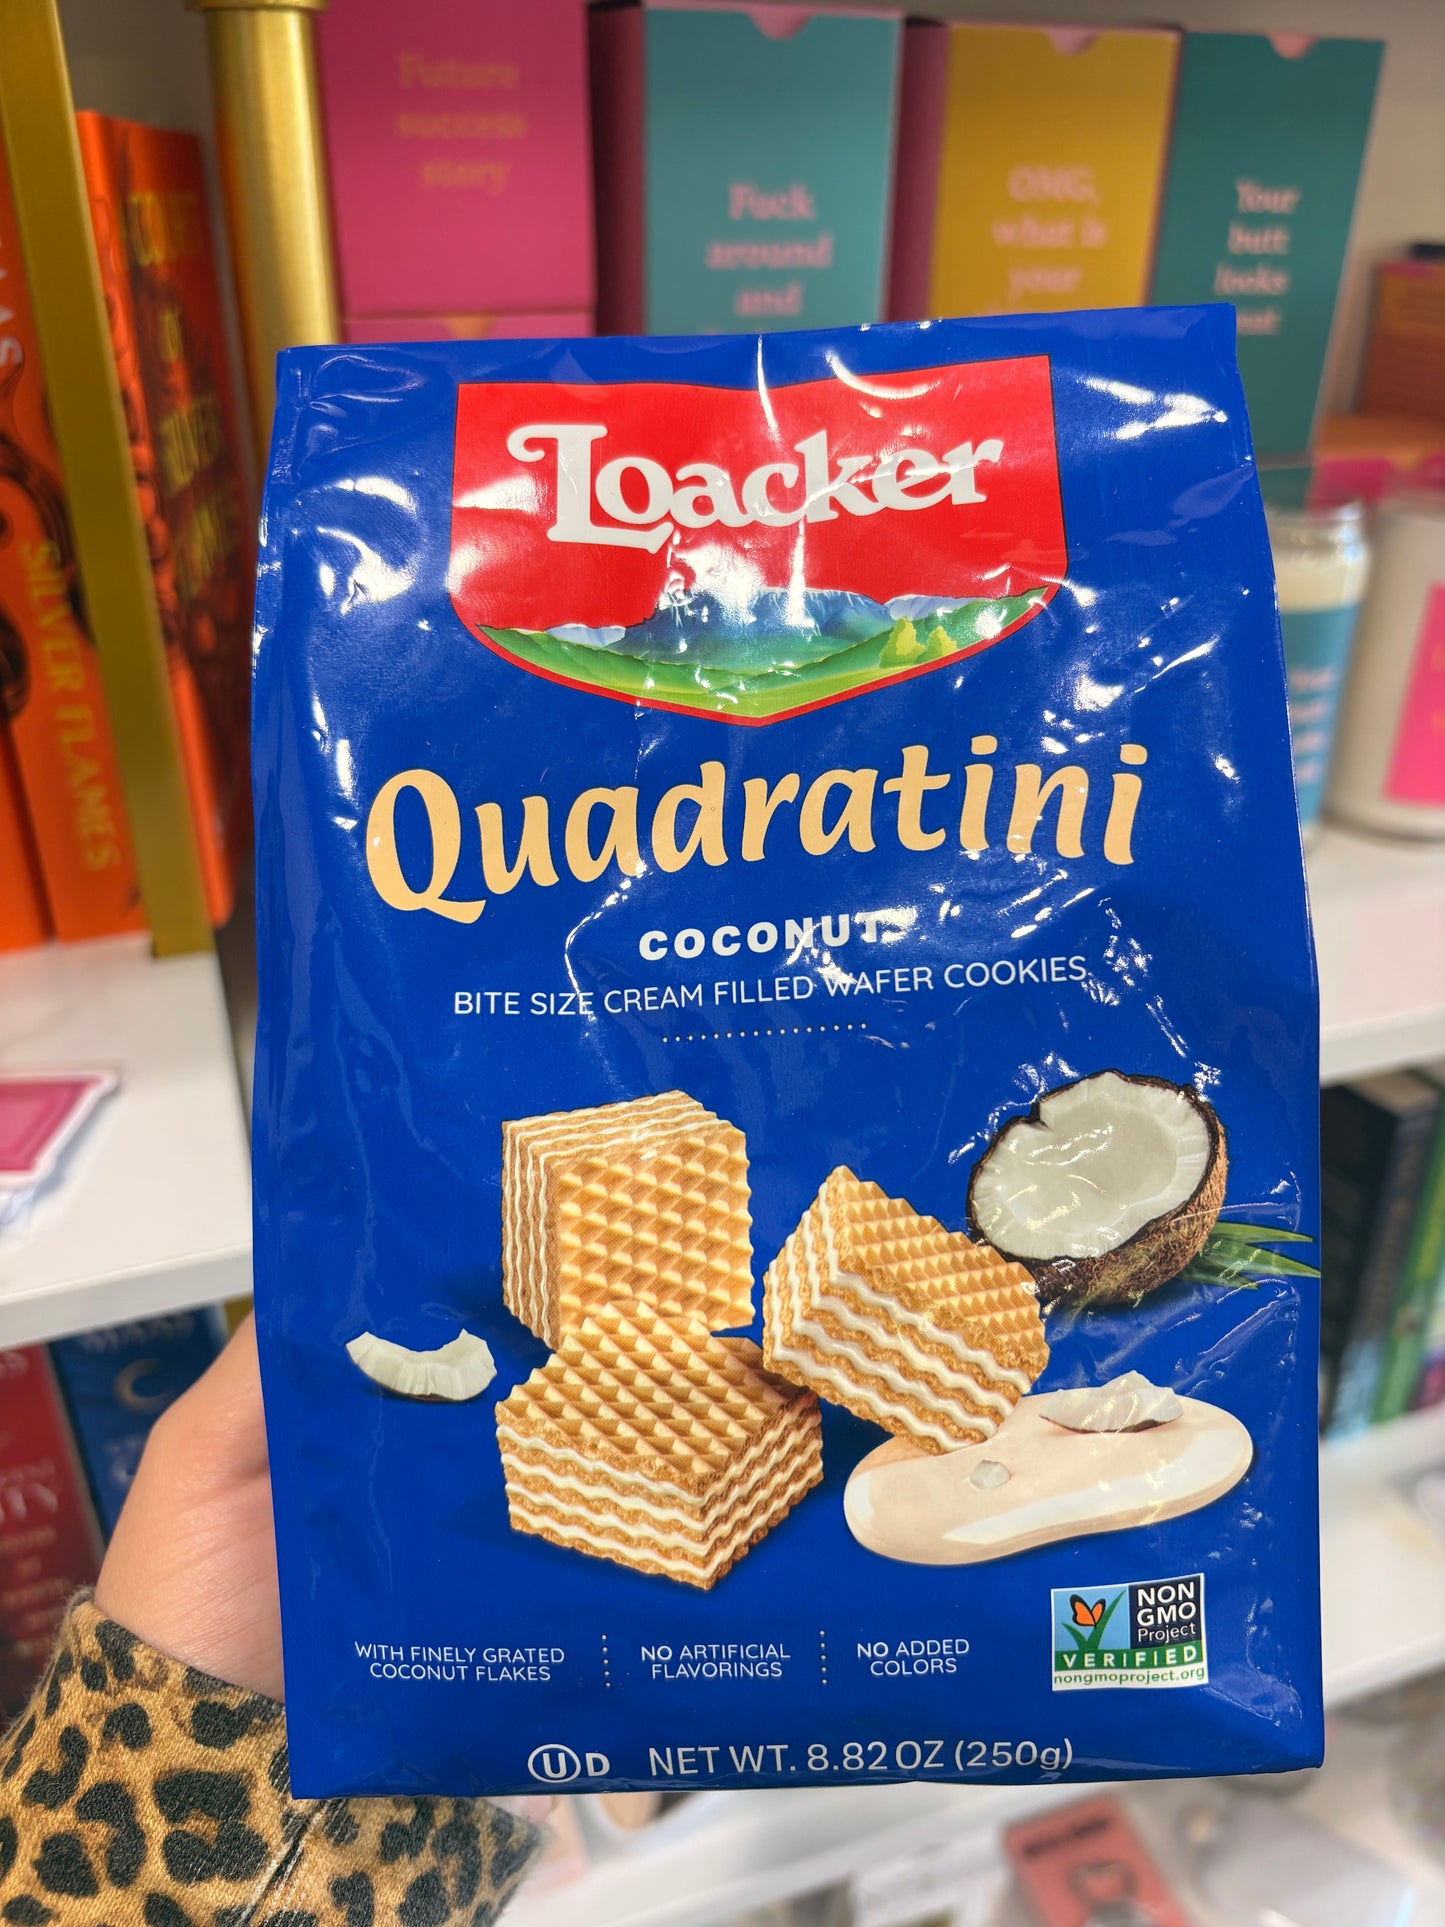 Future
success
story
Fuck
around
and
OMG,
what is
your
Your
butt
looks
SILVER FLAMES
Loacker
Quadratini
COCONUT
BITE SIZE CREAM FILLED WAFER COOKIES
WITH FINELY GRATED
COCONUT FLAKES
NO ARTIFICIAL
FLAVORINGS
NO ADDED
COLORS
NON
GMO
Project
VERIFIED
nongmoproject.org
U D NET WT. 8.82 OZ (250g)